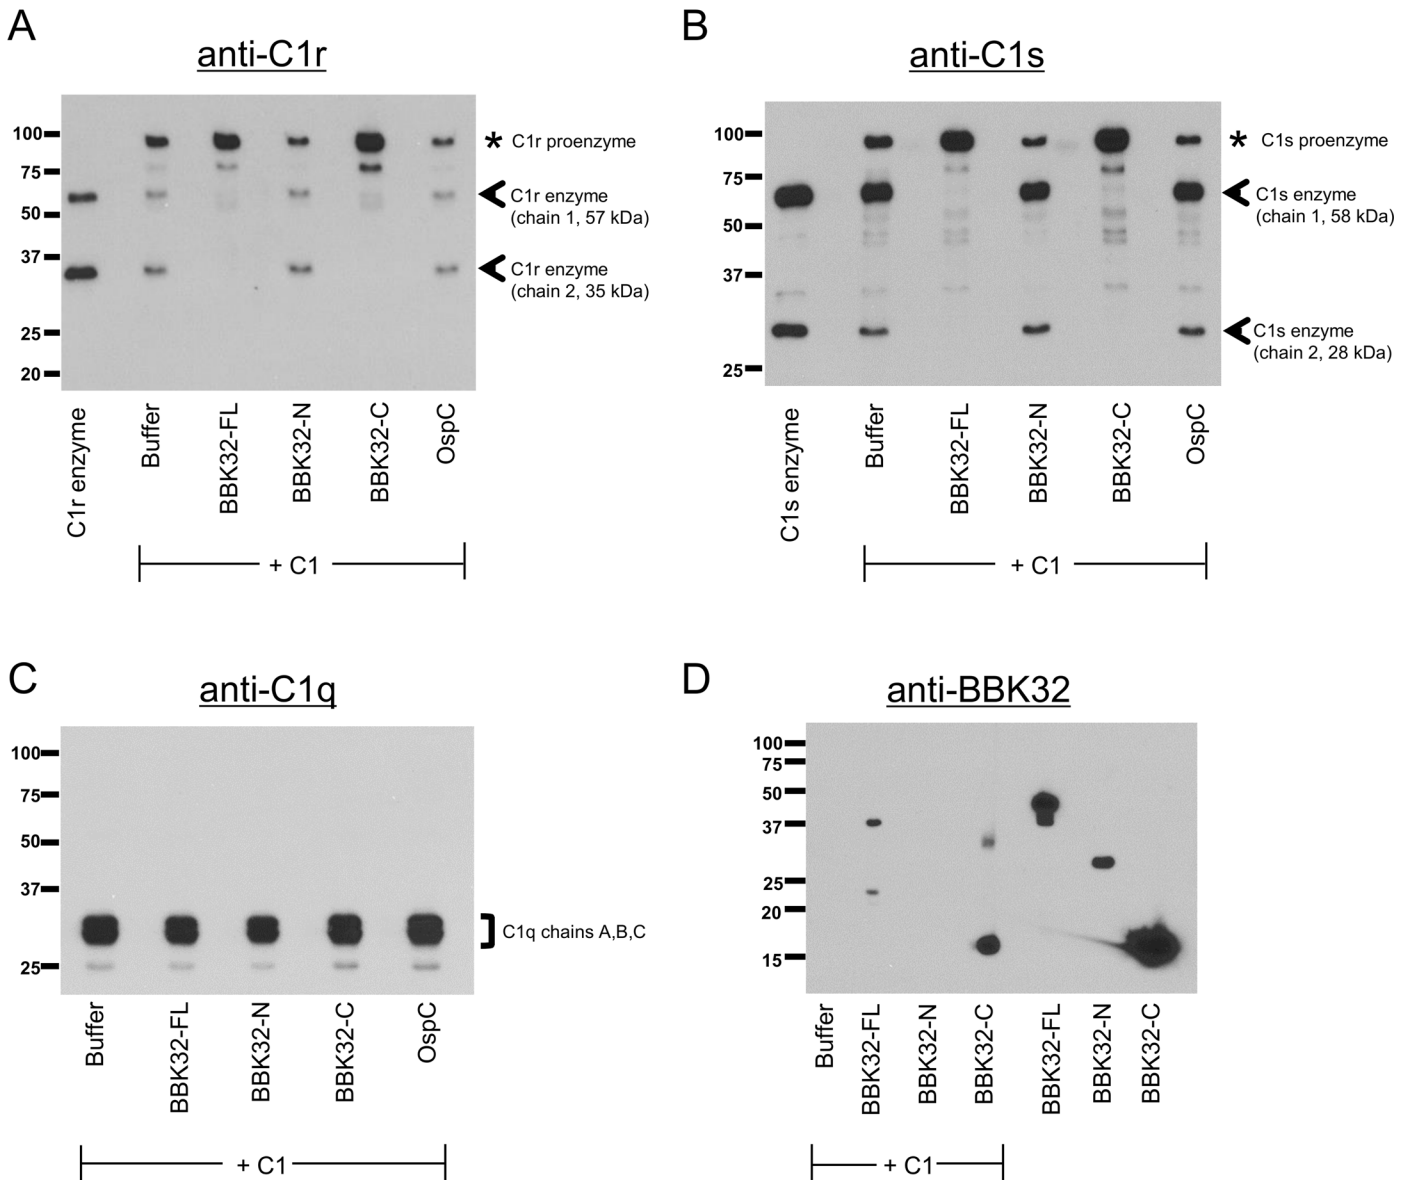 A
anti-C1r
100
75
50
37
25
20
* C1r proenzyme
C1r enzyme
(chain 1, 57 kDa)
C1r enzyme
(chain 2, 35 kDa)
C1r enzyme
Buffer
BBK32-FL
BBK32-N
BBK32-C
OspC
+ C1
B
anti-C1s
100
75
50
37
25
* C1s proenzyme
C1s enzyme
(chain 1, 58 kDa)
C1s enzyme
(chain 2, 28 kDa)
C1s enzyme
Buffer
BBK32-FL
BBK32-N
BBK32-C
OspC
+ C1
C
anti-C1q
100
75
50
37
25
C1q chains A,B,C
Buffer
BBK32-FL
BBK32-N
BBK32-C
OspC
+ C1
D
anti-BBK32
100
75
50
37
25
20
15
Buffer
BBK32-FL
BBK32-N
BBK32-C
BBK32-FL
BBK32-N
BBK32-C
+ C1